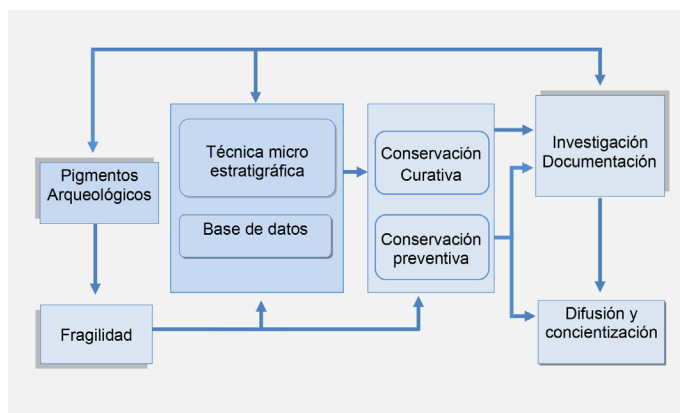 Pigmentos
Arqueológicos
Fragilidad
Técnica micro
estratigráfica
Base de datos
Conservación
Curativa
Conservación
preventiva
Investigación
Documentación
Difusión y
concientización